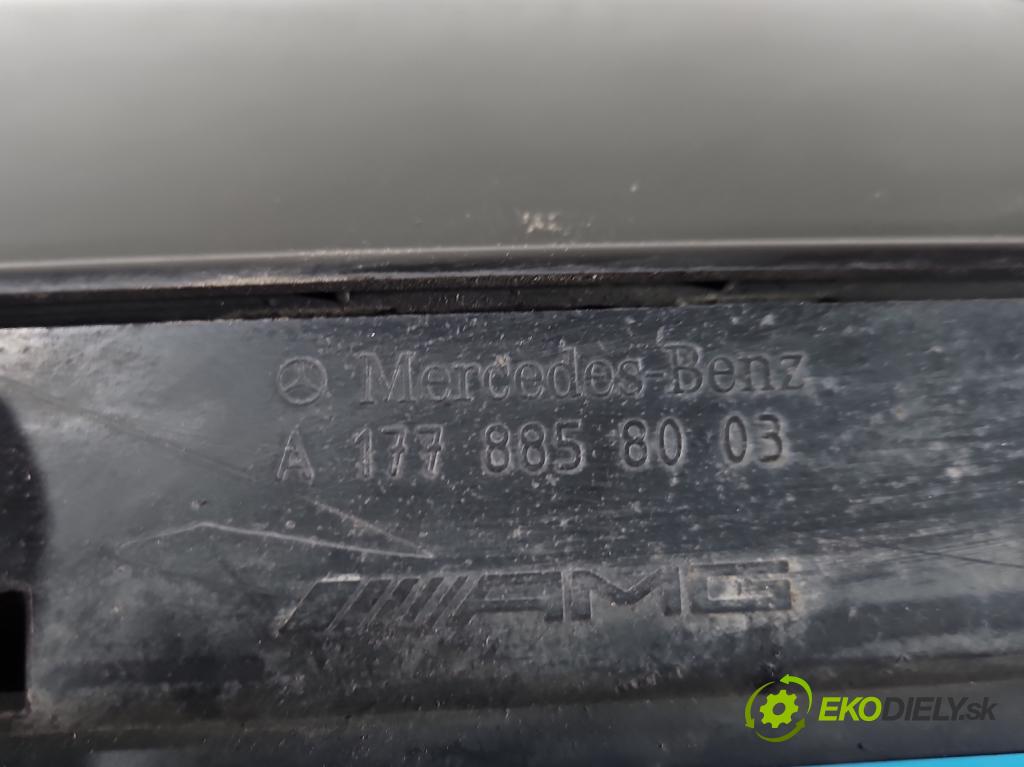 Mercedes-Benz
A 177 885 80 03
AMG
EKODIELY.sk